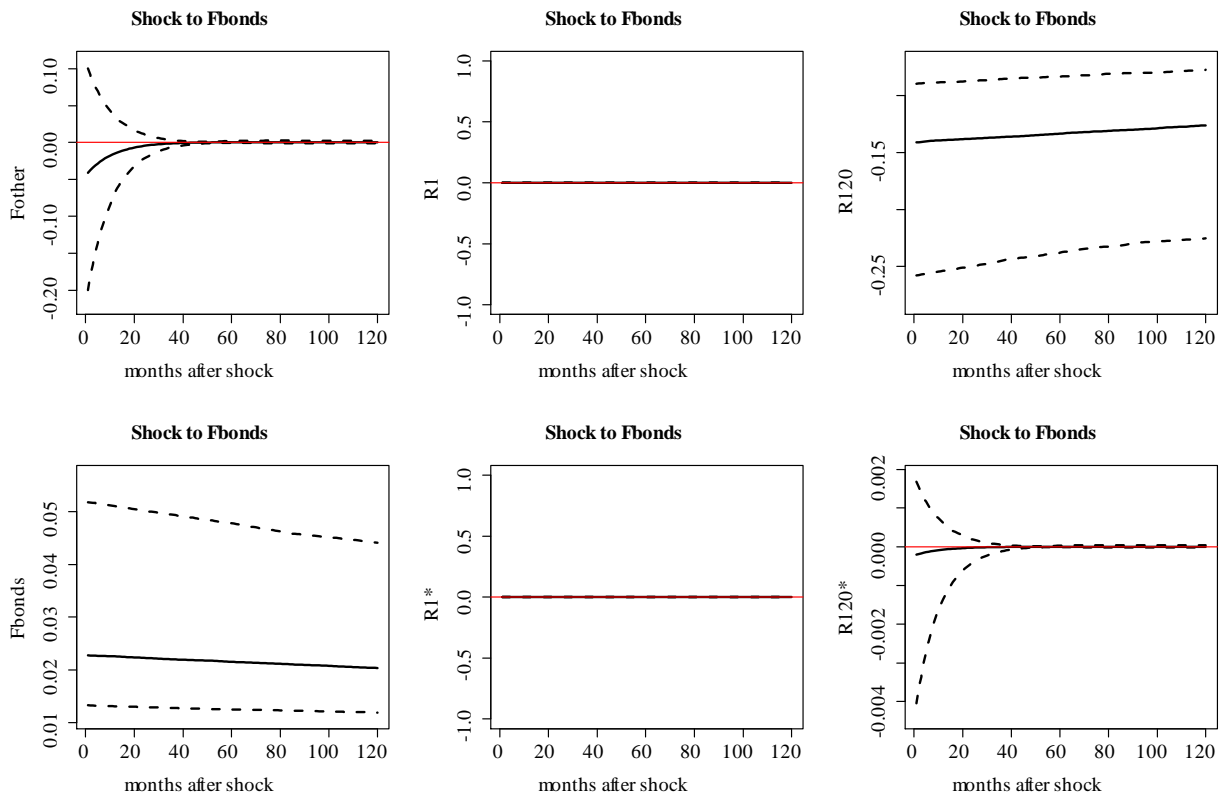 Shock to Fbonds
Fother
0.10
0.00
-0.10
-0.20
0 20 40 60 80 100 120
months after shock
Shock to Fbonds
R1
1.0
0.5
0.0
-0.5
-1.0
0 20 40 60 80 100 120
months after shock
Shock to Fbonds
R120
-0.15
-0.25
0 20 40 60 80 100 120
months after shock
Shock to Fbonds
Fbonds
0.05
0.04
0.03
0.02
0.01
0 20 40 60 80 100 120
months after shock
Shock to Fbonds
R1*
1.0
0.5
0.0
-0.5
-1.0
0 20 40 60 80 100 120
months after shock
Shock to Fbonds
R120*
0.002
0.000
-0.002
-0.004
0 20 40 60 80 100 120
months after shock